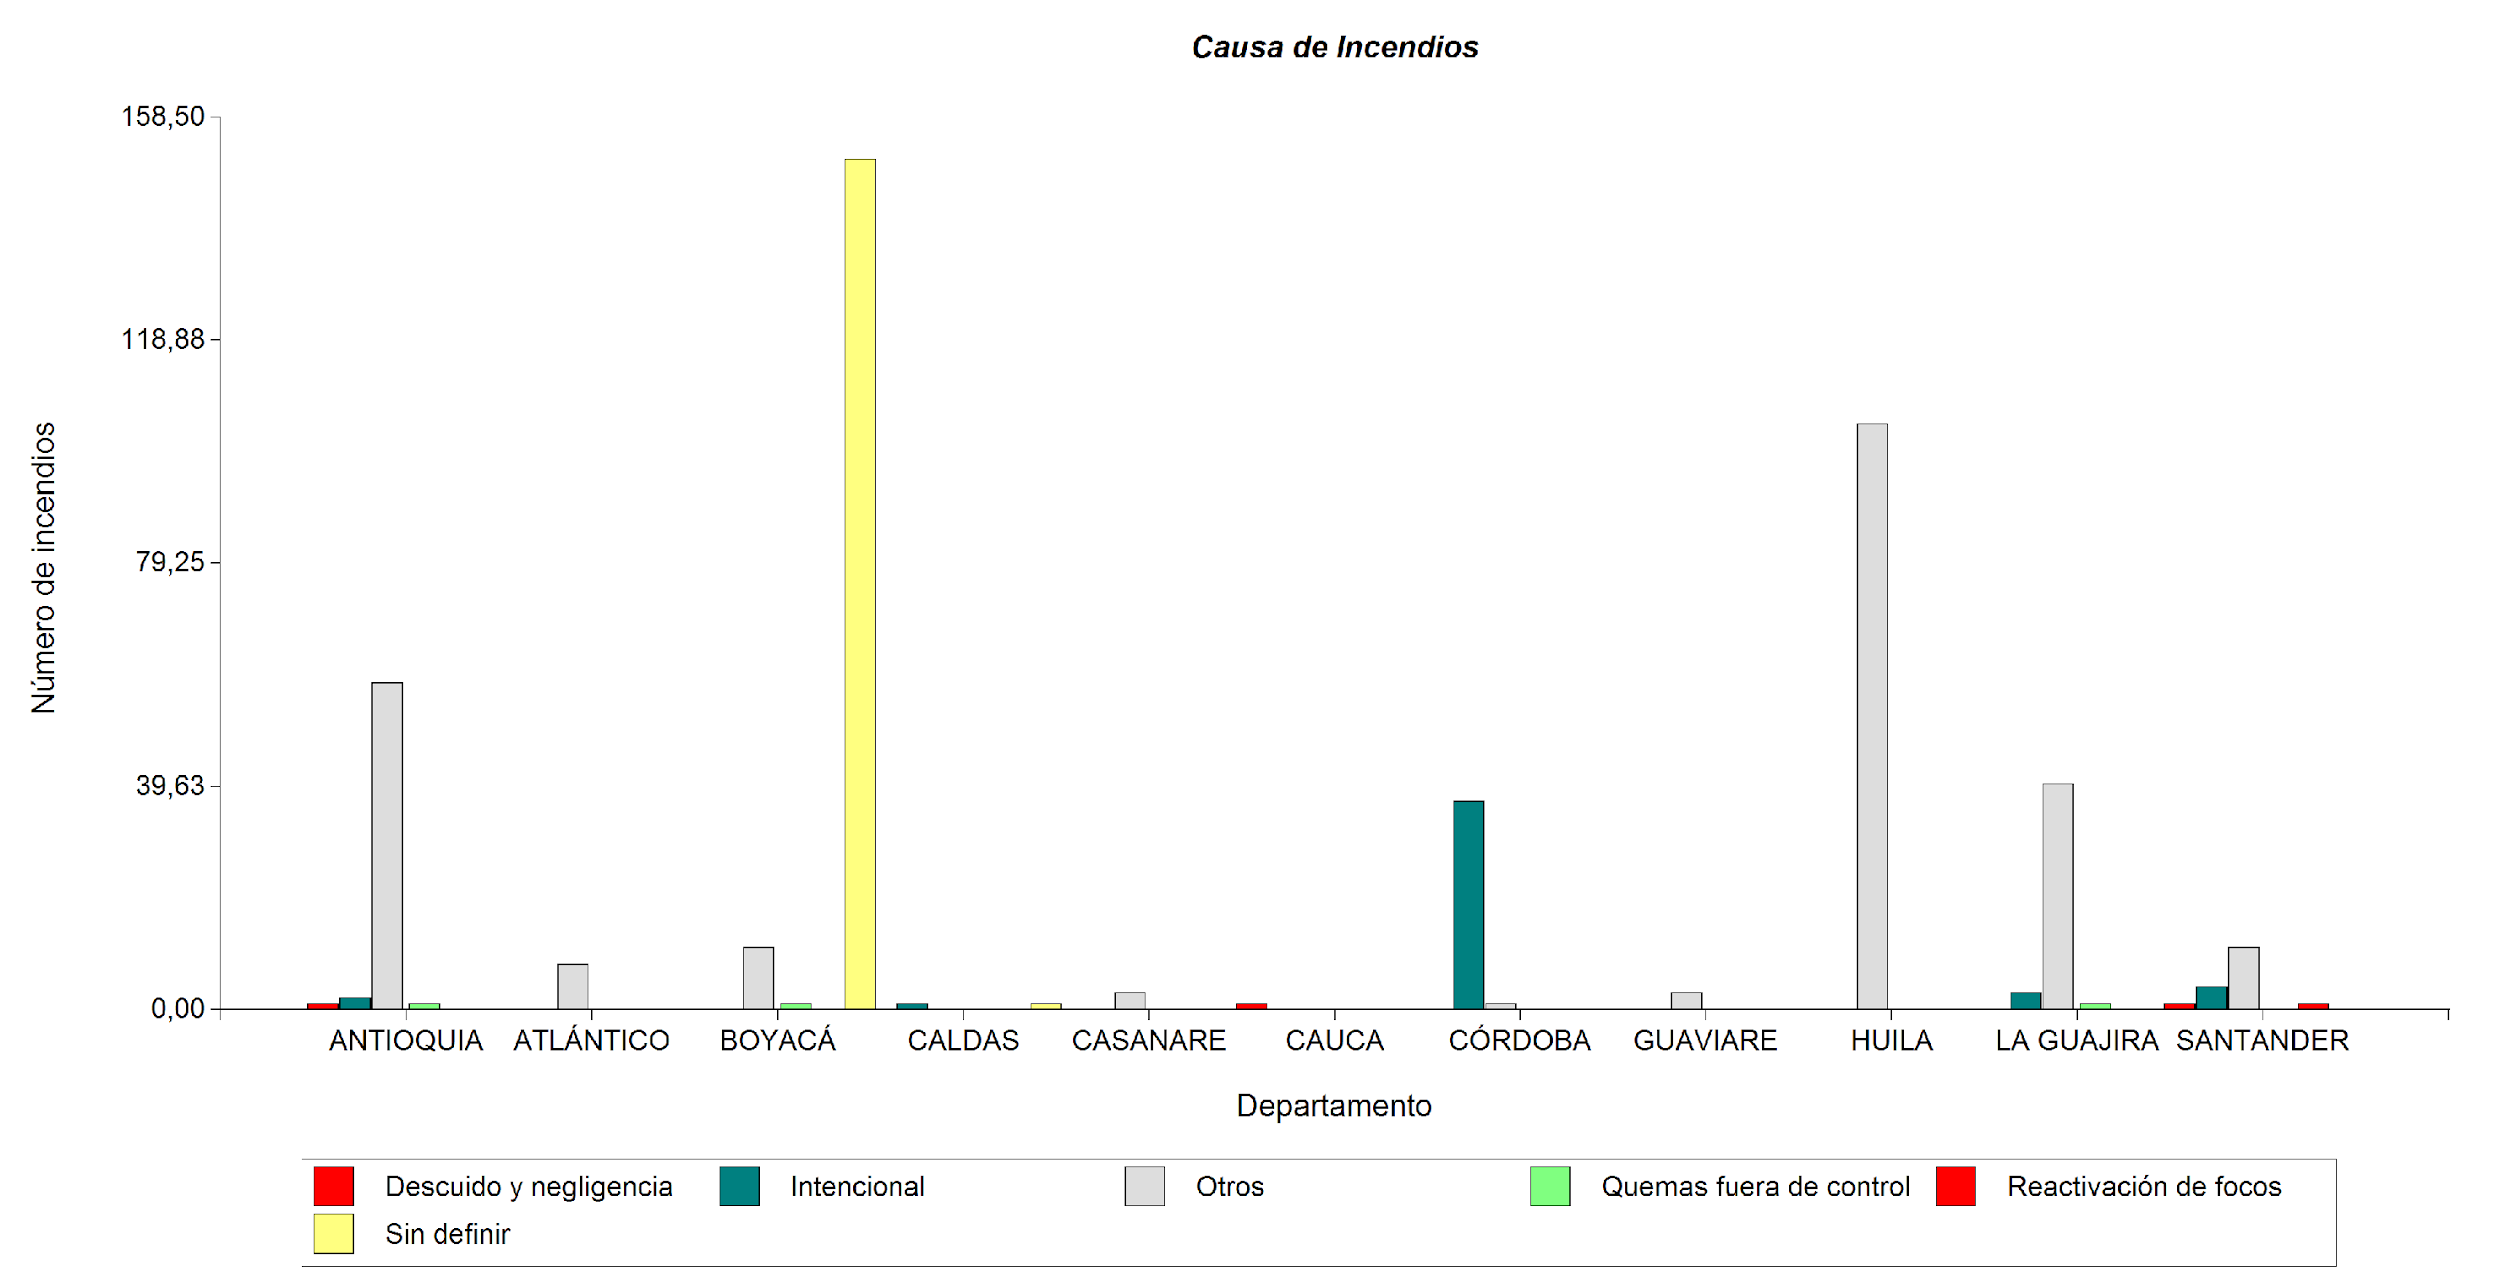 Causa de Incendios
158,50
118,88
79,25
39,63
0,00
Número de incendios
ANTIOQUIA ATLÁNTICO BOYACÁ CALDAS CASANARE CAUCA CÓRDOBA GUAVIARE HUILA LA GUAJIRA SANTANDER
Departamento
Descuido y negligencia Intencional Otros Quemas fuera de control Reactivación de focos
Sin definir